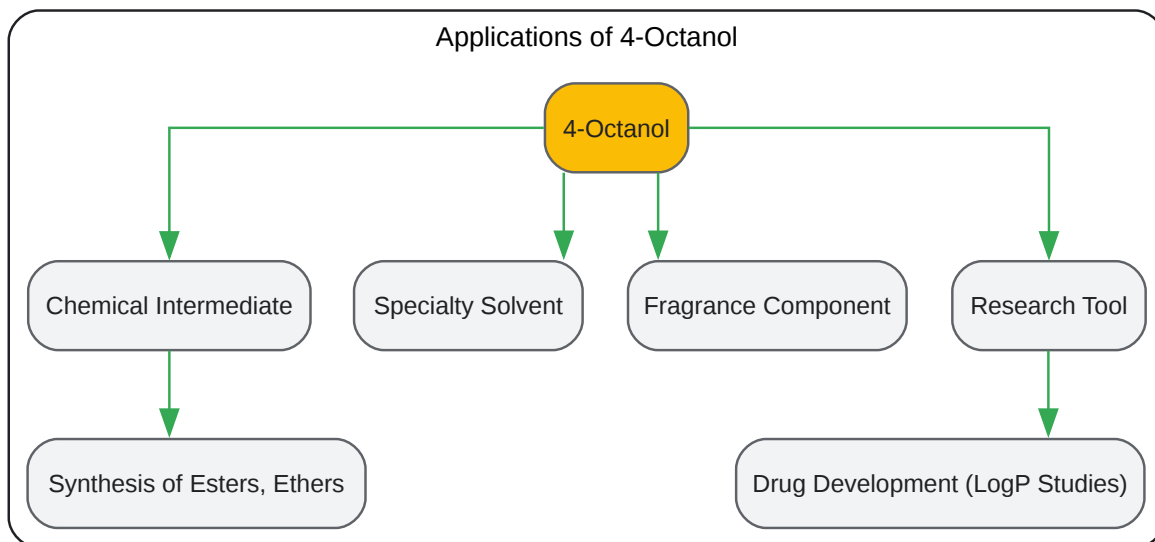 Applications of 4-Octanol
4-Octanol
Chemical Intermediate
Specialty Solvent
Fragrance Component
Research Tool
Synthesis of Esters, Ethers
Drug Development (LogP Studies)